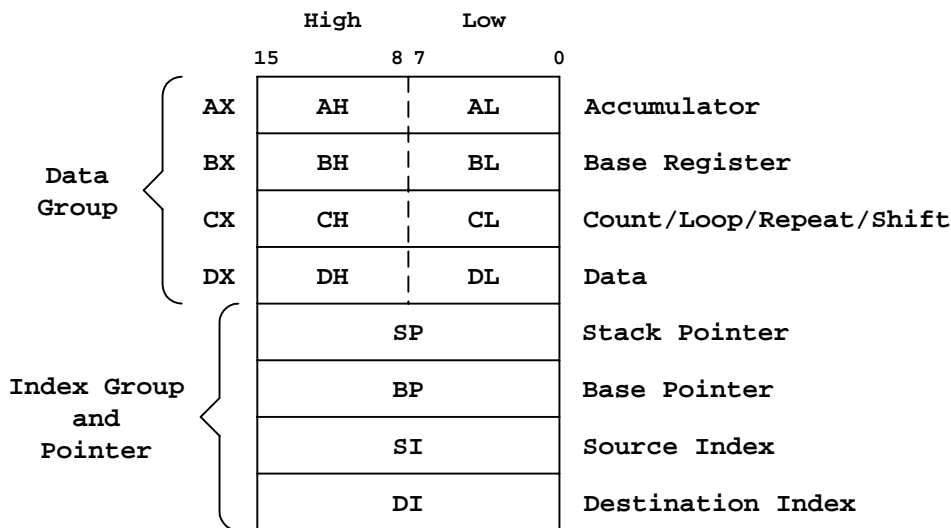 High Low
15 8 7 0
AX AH AL Accumulator
BX BH BL Base Register
Data
Group
CX CH CL Count/Loop/Repeat/Shift
DX DH DL Data
SP Stack Pointer
Index Group
and
Pointer
BP Base Pointer
SI Source Index
DI Destination Index